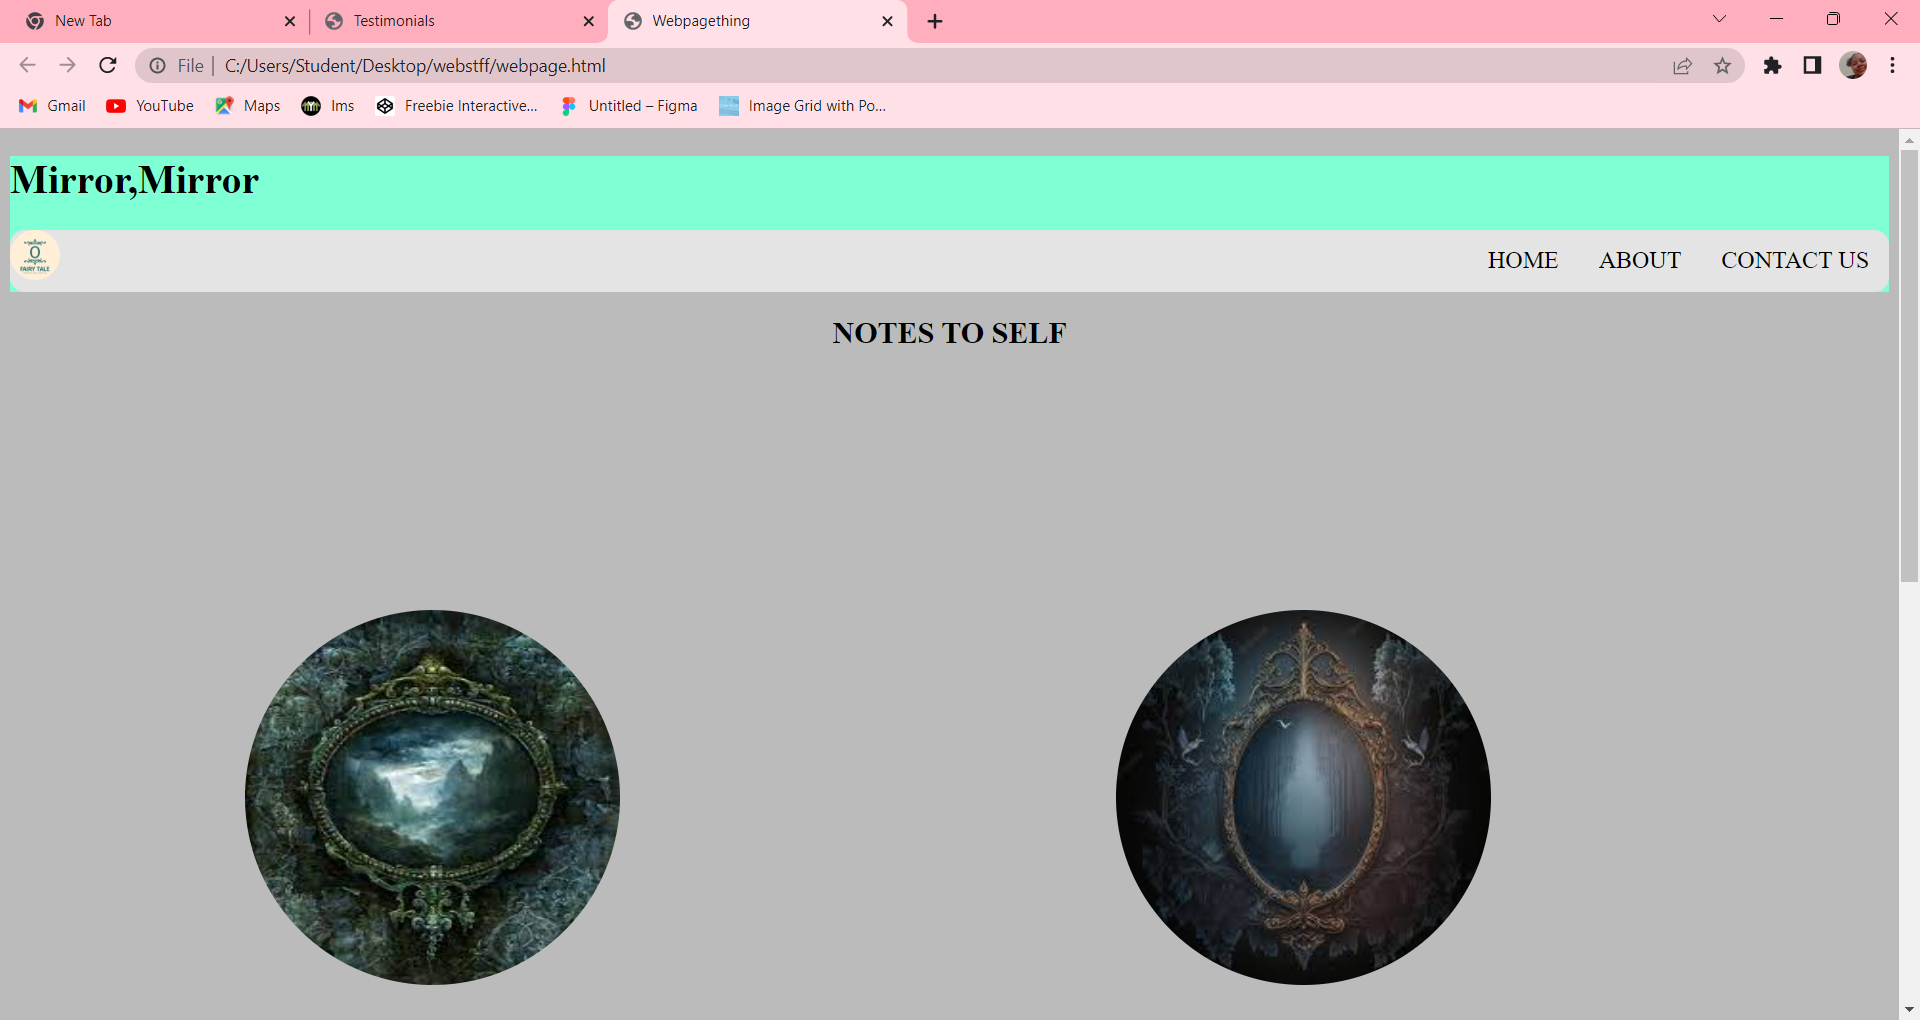 New Tab
Testimonials
Webpagething
File | C:/Users/Student/Desktop/webstff/webpage.html
Gmail YouTube Maps lms Freebie Interactive... Untitled – Figma Image Grid with Po...
Mirror,Mirror
FAIRY TALE
HOME ABOUT CONTACT US
NOTES TO SELF